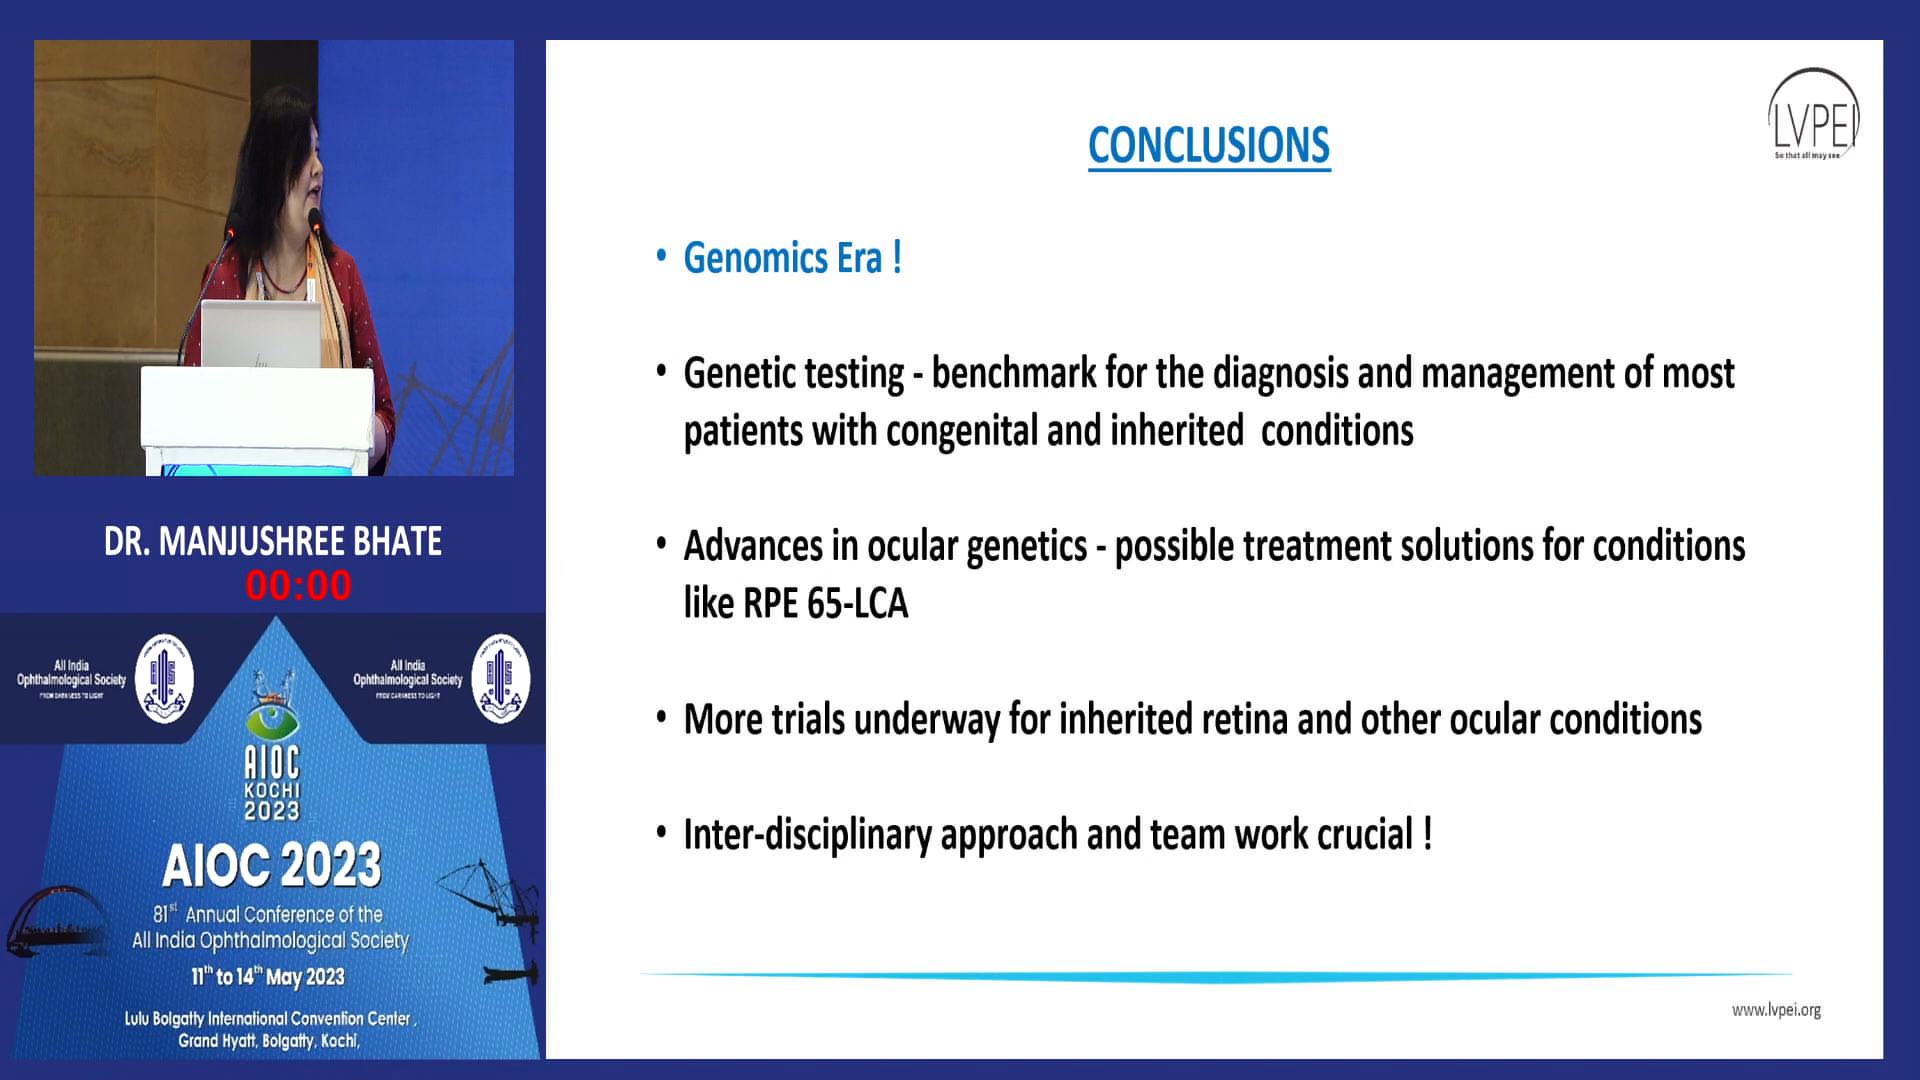 DR. MANJUSHREE BHATE
00:00
All India
Ophthalmological Society
FROM DARKNESS TO LIGHT
All India
Ophthalmological Society
FROM DARKNESS TO LIGHT
AIOC
KOCHI
2023
AIOC 2023
81st Annual Conference of the
All India Ophthalmological Society
11th to 14th May 2023
Lulu Bolgatty International Convention Center ,
Grand Hyatt, Bolgatty, Kochi,
LVPEI
So that all may see
CONCLUSIONS
• Genomics Era !
• Genetic testing - benchmark for the diagnosis and management of most
patients with congenital and inherited conditions
• Advances in ocular genetics - possible treatment solutions for conditions
like RPE 65-LCA
• More trials underway for inherited retina and other ocular conditions
• Inter-disciplinary approach and team work crucial !
www.lvpei.org